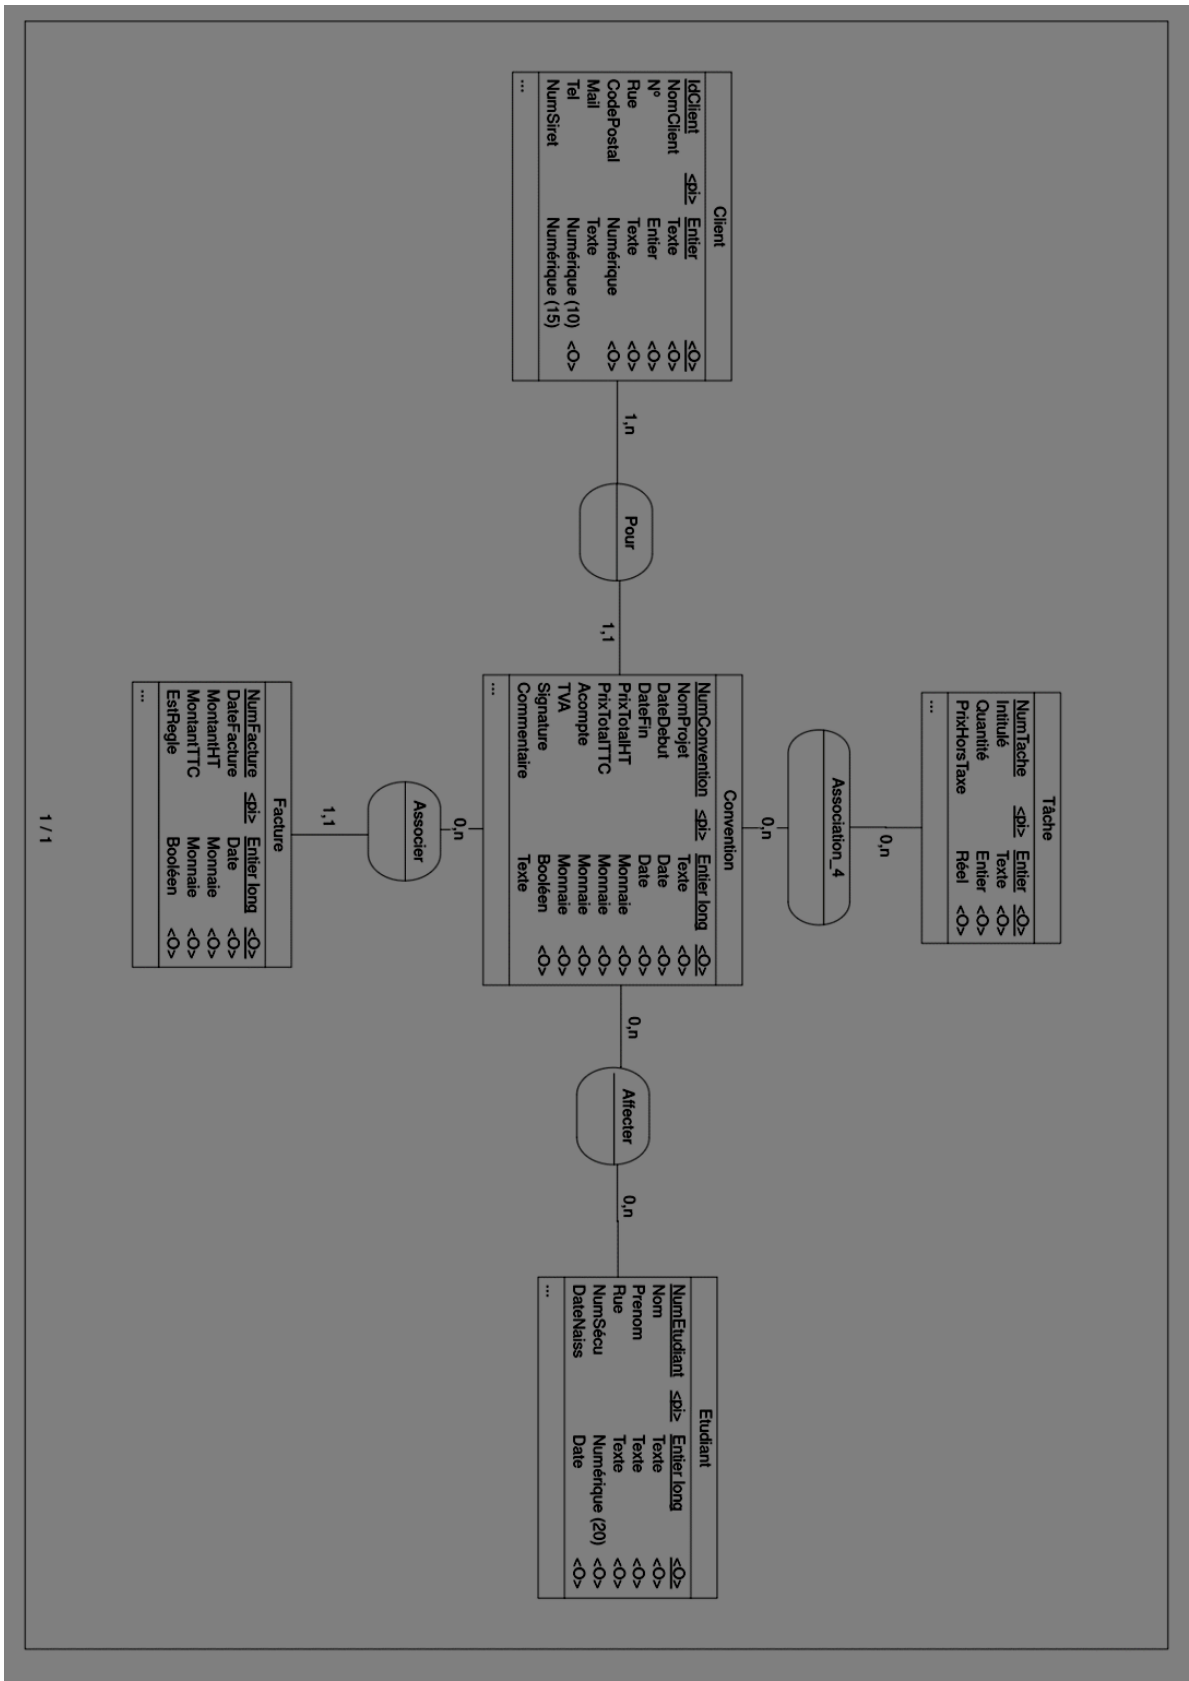 Tâche
NumTache <pi> Entier <O>
Intitulé Texte <O>
Quantité Entier <O>
PrixHorsTaxe Réel <O>
...
0,n
Association_4
0,n
Client
IdClient <pi> Entier <O>
NomClient Texte <O>
N° Entier <O>
Rue Texte <O>
CodePostal Numérique <O>
Mail Texte
Tel Numérique (10) <O>
NumSiret Numérique (15)
...
1,n
Pour
1,1
Convention
NumConvention <pi> Entier long <O>
NomProjet Texte <O>
DateDebut Date <O>
DateFin Date <O>
PrixTotalHT Monnaie <O>
PrixTotalTTC Monnaie <O>
Acompte Monnaie <O>
TVA Monnaie <O>
Signature Booléen <O>
Commentaire Texte
...
0,n
Affecter
0,n
Etudiant
NumEtudiant <pi> Entier long <O>
Nom Texte <O>
Prenom Texte <O>
Rue Texte <O>
NumSécu Numérique (20) <O>
DateNaiss Date <O>
...
0,n
Associer
1,1
Facture
NumFacture <pi> Entier long <O>
DateFacture Date <O>
MontantHT Monnaie <O>
MontantTTC Monnaie <O>
EstRegle Booléen <O>
...
1 / 1